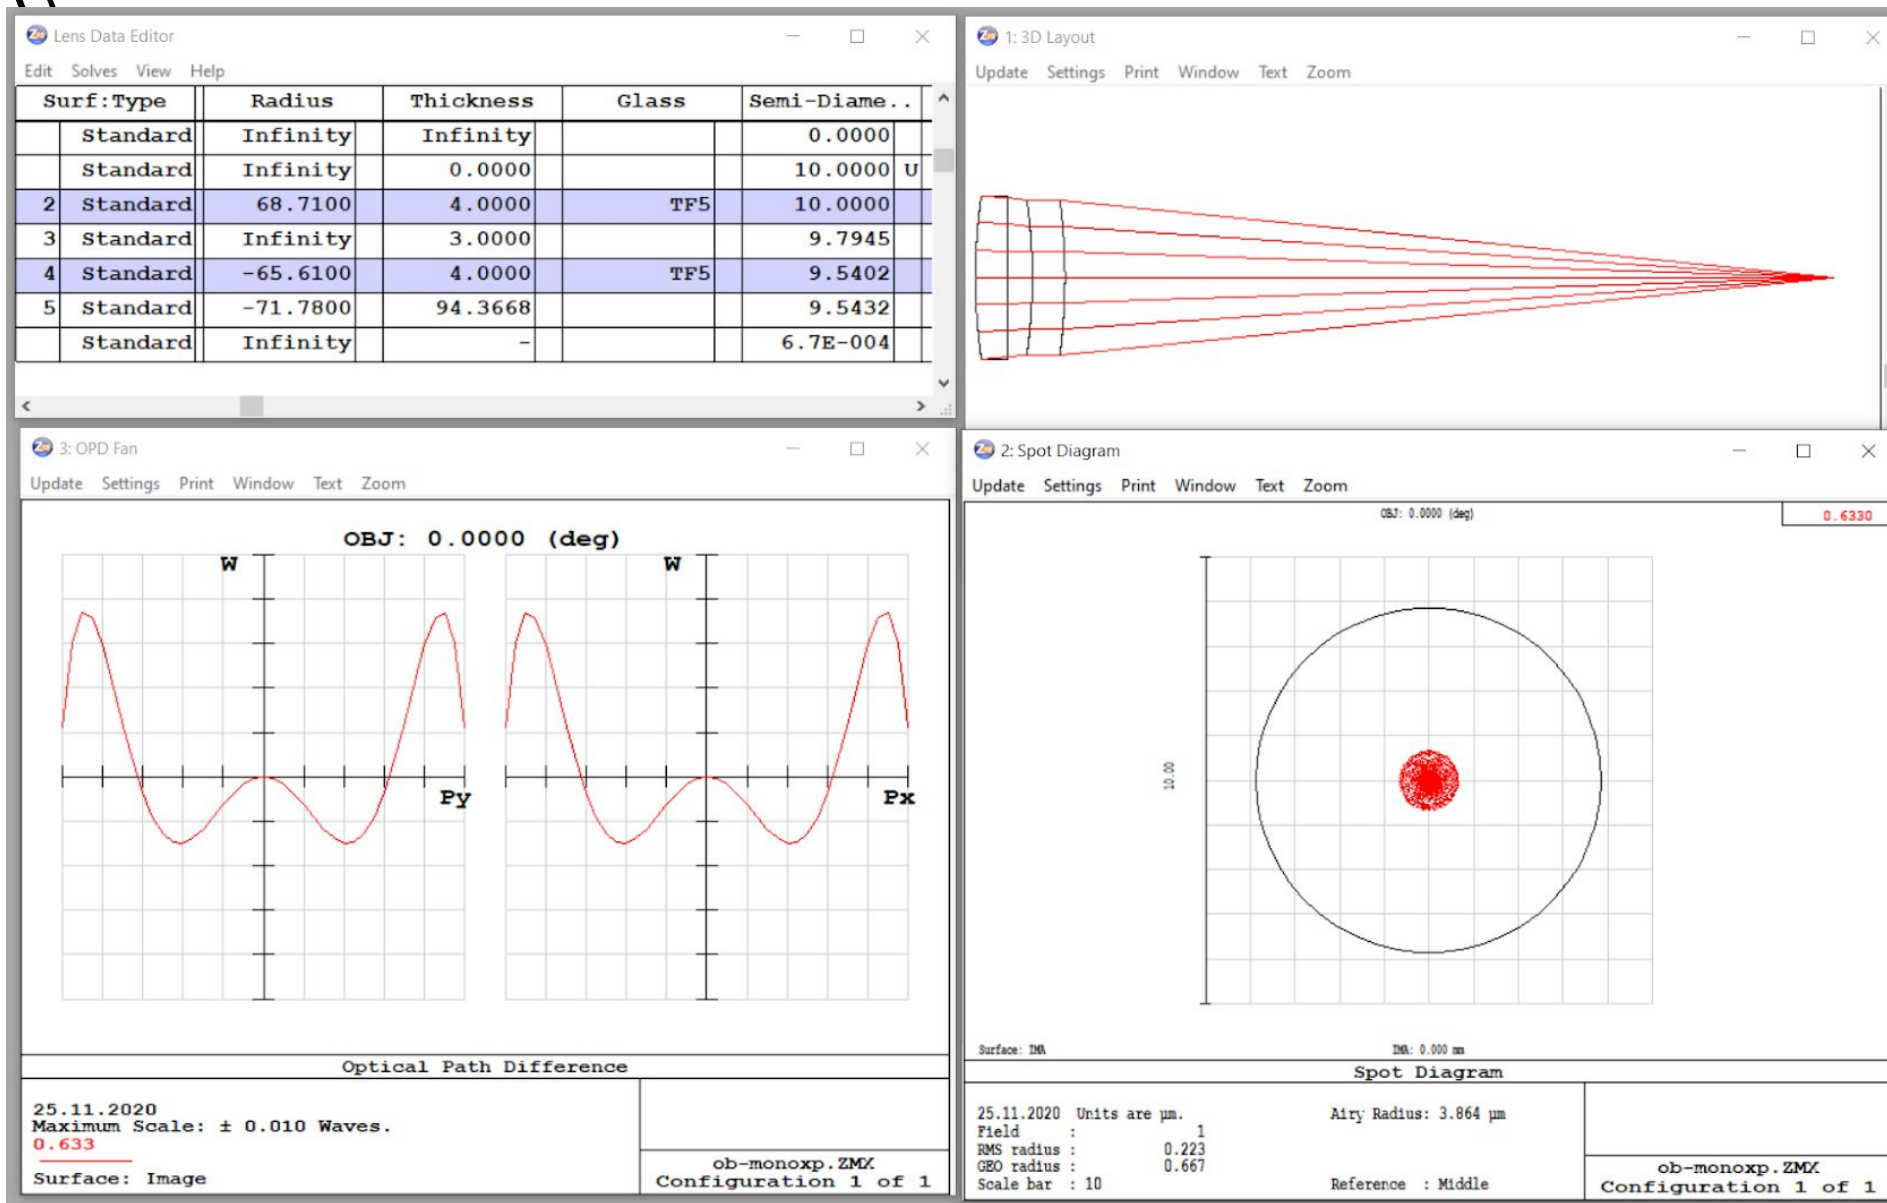 Lens Data Editor
Edit Solves View Help
Surf:Type Radius Thickness Glass Semi-Diame..
Standard Infinity Infinity 0.0000
Standard Infinity 0.0000 10.0000 U
2 Standard 68.7100 4.0000 TF5 10.0000
3 Standard Infinity 3.0000 9.7945
4 Standard -65.6100 4.0000 TF5 9.5402
5 Standard -71.7800 94.3668 9.5432
Standard Infinity - 6.7E-004
1: 3D Layout
Update Settings Print Window Text Zoom
3: OPD Fan
Update Settings Print Window Text Zoom
OBJ: 0.0000 (deg)
W
W
Py
Px
Optical Path Difference
25.11.2020
Maximum Scale: ± 0.010 Waves.
0.633
Surface: Image
ob-monoxp.ZMX
Configuration 1 of 1
2: Spot Diagram
Update Settings Print Window Text Zoom
OBJ: 0.0000 (deg)
0.6330
10.00
Surface: IMA
IMA: 0.000 mm
Spot Diagram
25.11.2020 Units are µm. Airy Radius: 3.864 µm
Field : 1
RMS radius : 0.223
GEO radius : 0.667
Scale bar : 10 Reference : Middle
ob-monoxp.ZMX
Configuration 1 of 1